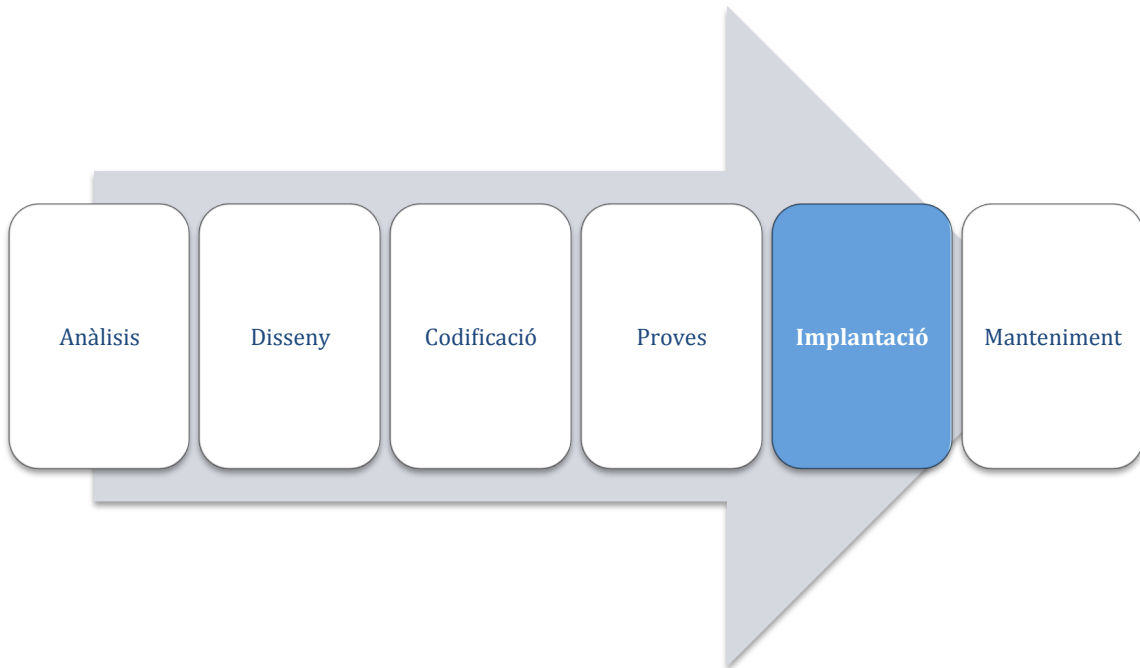 Anàlisis
Disseny
Codificació
Proves
Implantació
Manteniment